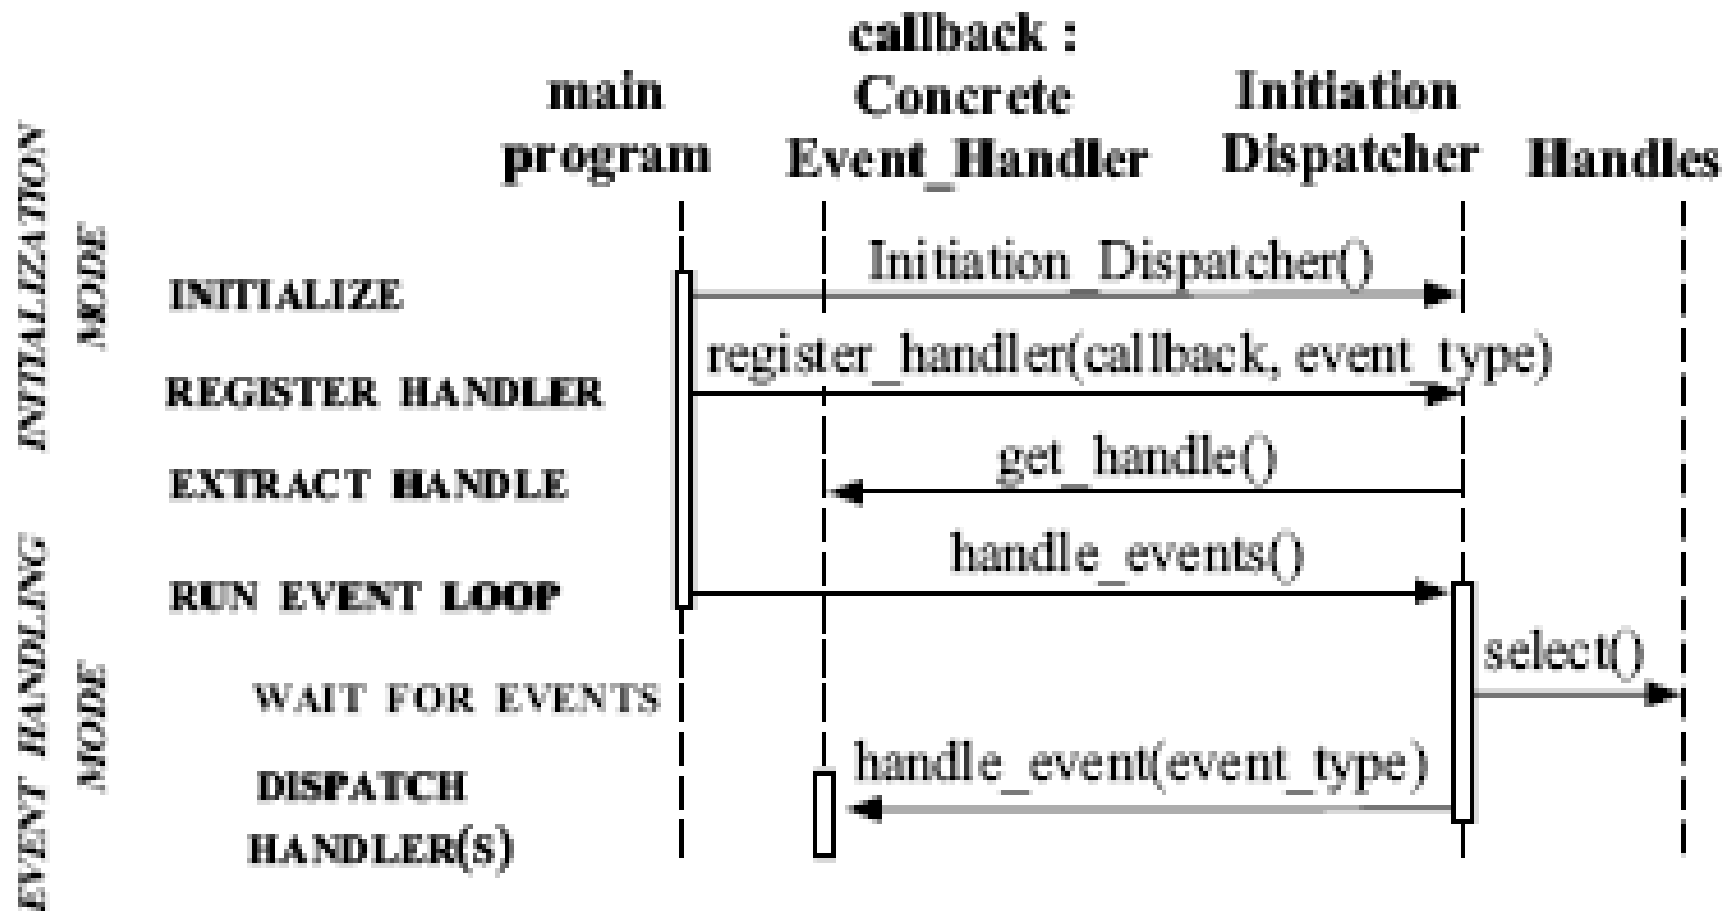 callback :
main
Concrete
Initiation
program
Event_Handler
Dispatcher
Handles
INITIALIZATION
MODE
Initiation_Dispatcher()
INITIALIZE
register_handler(callback, event_type)
REGISTER HANDLER
get_handle()
EXTRACT HANDLE
EVENT HANDLING
MODE
handle_events()
RUN EVENT LOOP
select()
WAIT FOR EVENTS
handle_event(event_type)
DISPATCH
HANDLER(S)